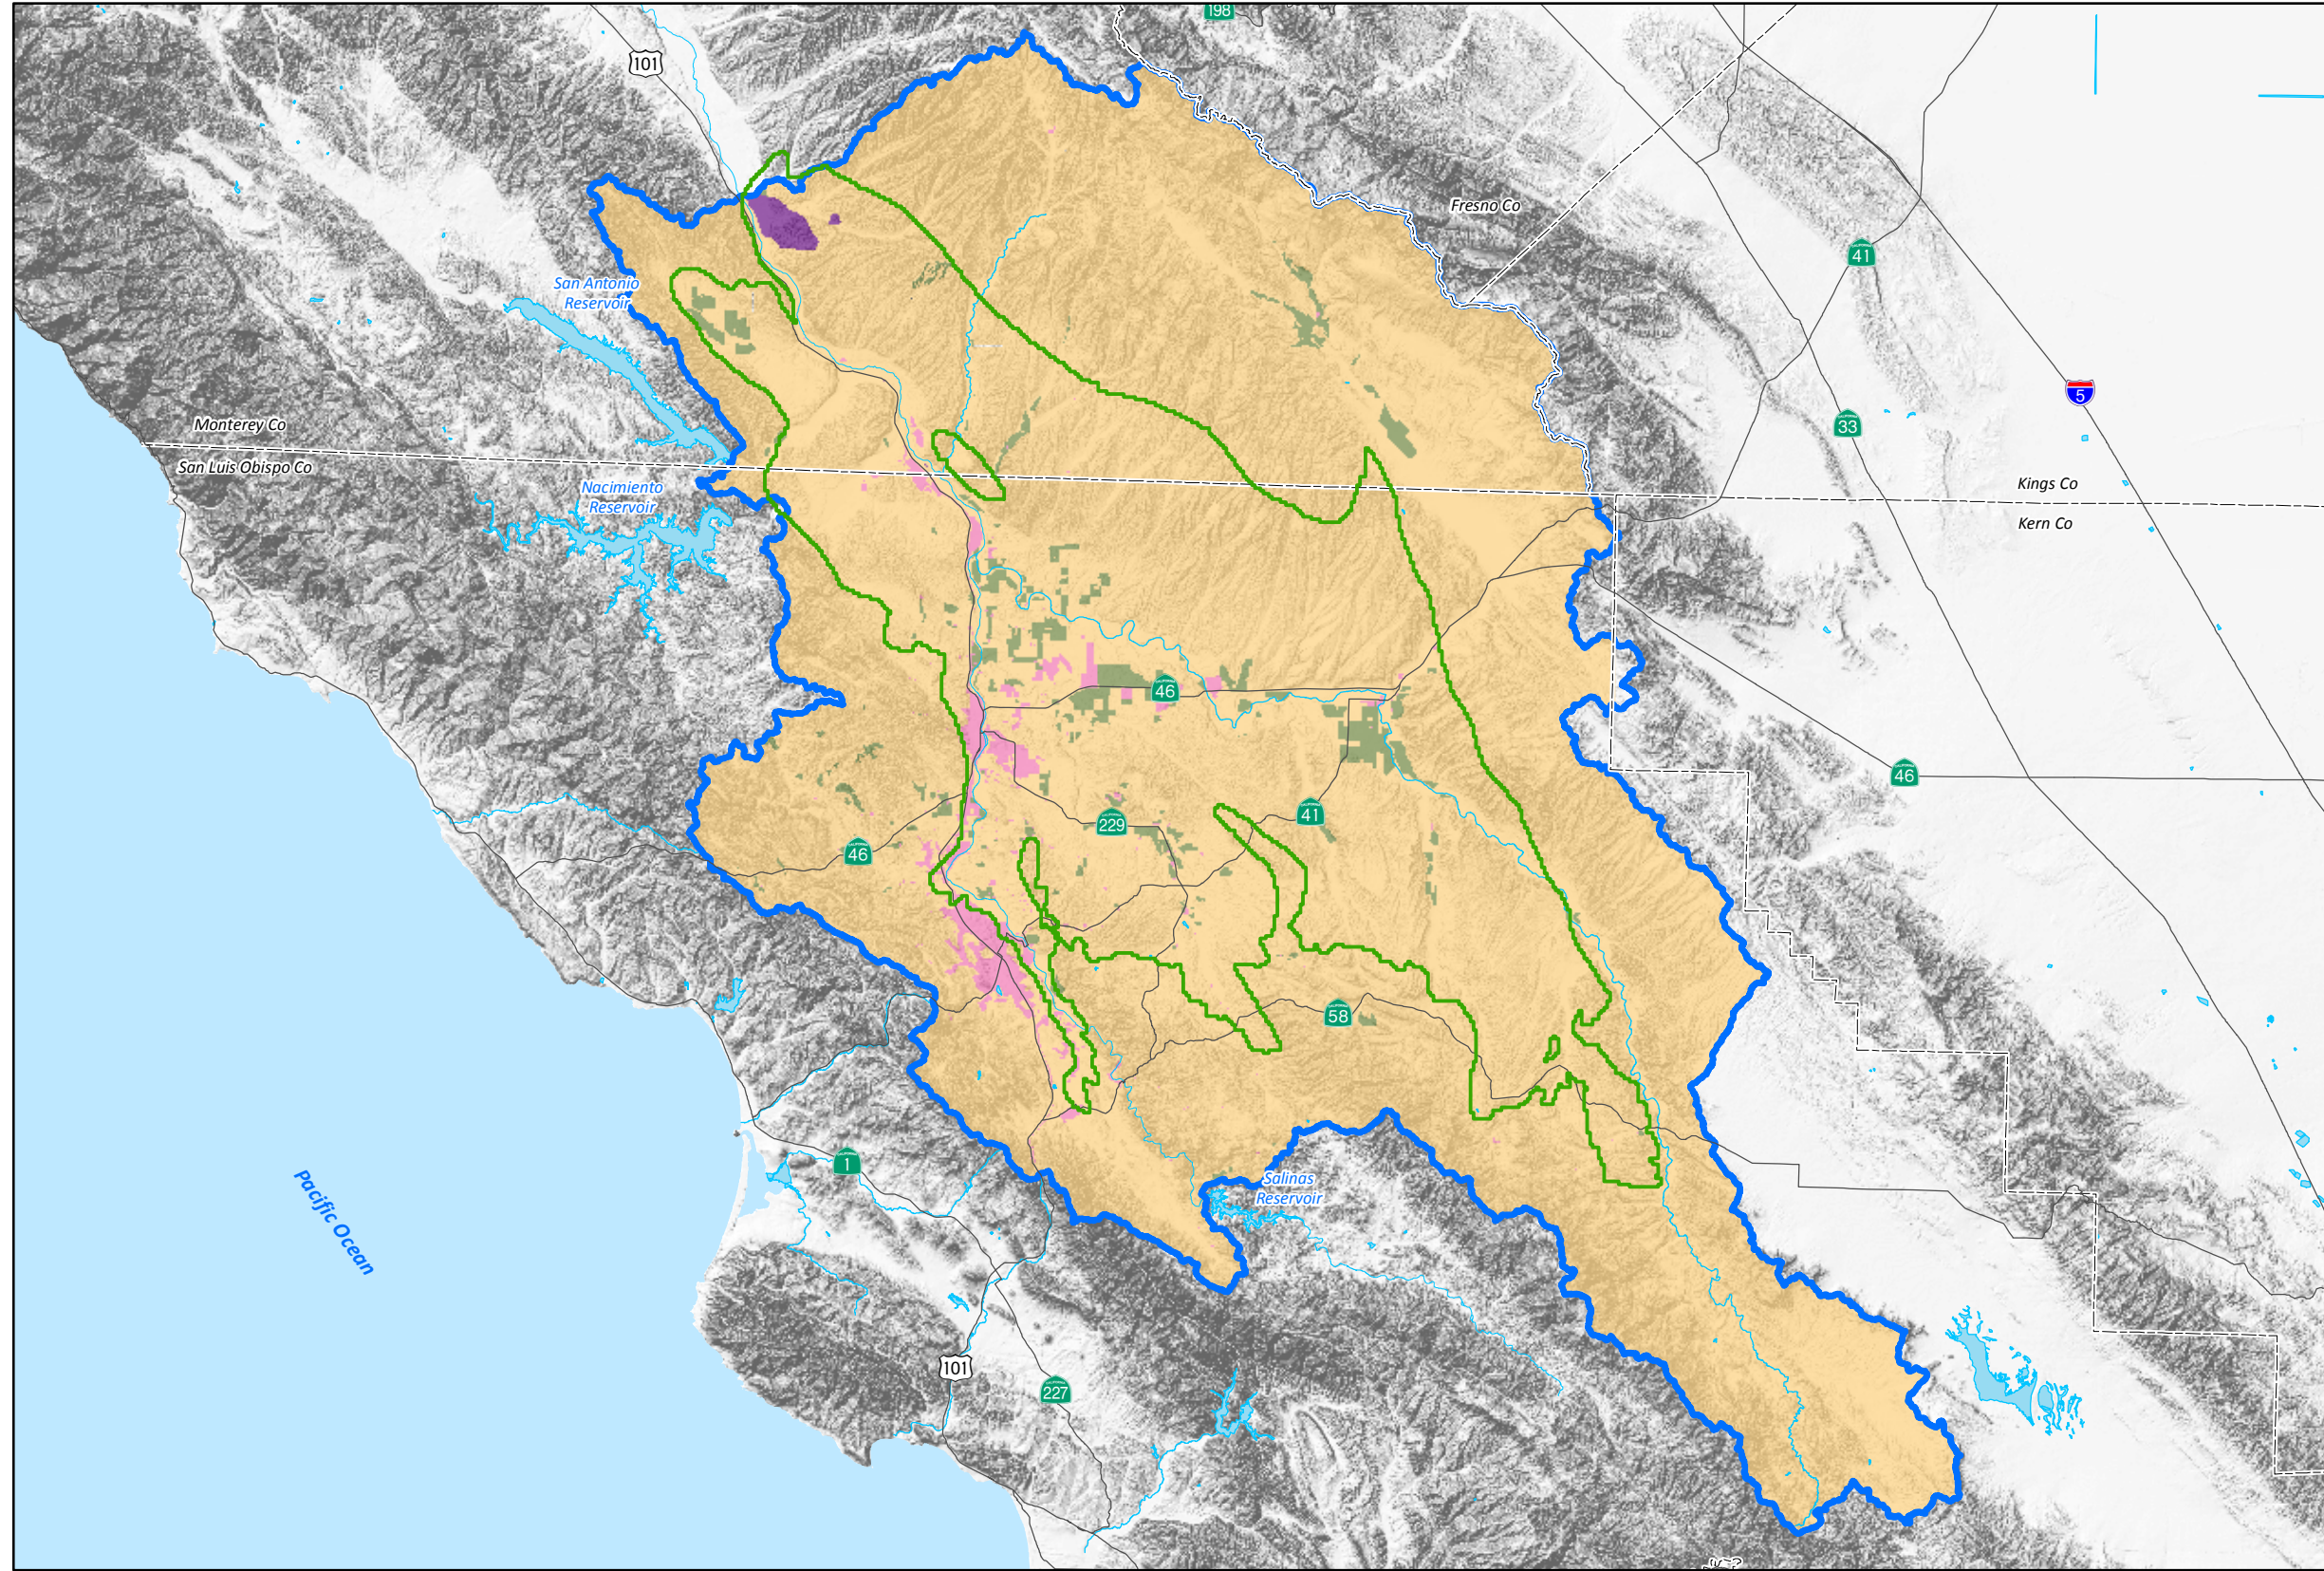 198
101
Fresno Co
41
San Antonio
Reservoir
5
33
Monterey Co
San Luis Obispo Co
Nacimiento
Reservoir
Kings Co
Kern Co
46
46
229
41
46
58
1
Salinas
Reservoir
Pacific Ocean
101
227